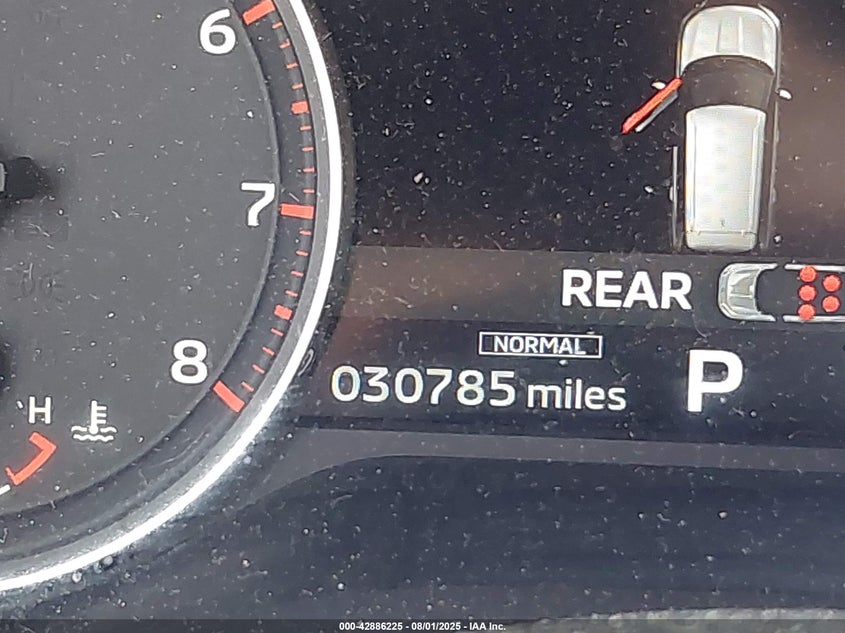 6
7
REAR
NORMAL
8
030785 miles
P
H
000-42886225 - 08/01/2025 - IAA Inc.